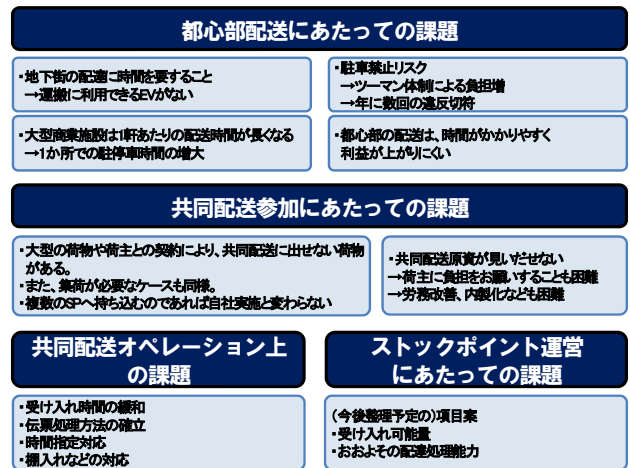 都心部配送にあたっての課題
・地下街の配達に時間を要すること
→運搬に利用できるEVがない
・駐車禁止リスク
→ツーマン体制による負担増
→年に数回の違反切符
・大型商業施設は1軒あたりの配送時間が長くなる
→1か所での駐停車時間の増大
・都心部の配送は、時間がかかりやすく
利益が上がりにくい
共同配送参加にあたっての課題
・大型の荷物や荷主との契約により、共同配送に出せない荷物
がある。
・また、集荷が必要なケースも同様。
・複数のSPへ持ち込むのであれば自社実施と変わらない
・共同配送原資が見いだせない
→荷主に負担をお願いすることも困難
→労務改善、内製化なども困難
共同配送オペレーション上
の課題
・受け入れ時間の緩和
・伝票処理方法の確立
・時間指定対応
・棚入れなどの対応
ストックポイント運営
にあたっての課題
(今後整理予定の)項目案
・受け入れ可能量
・おおよその配達処理能力